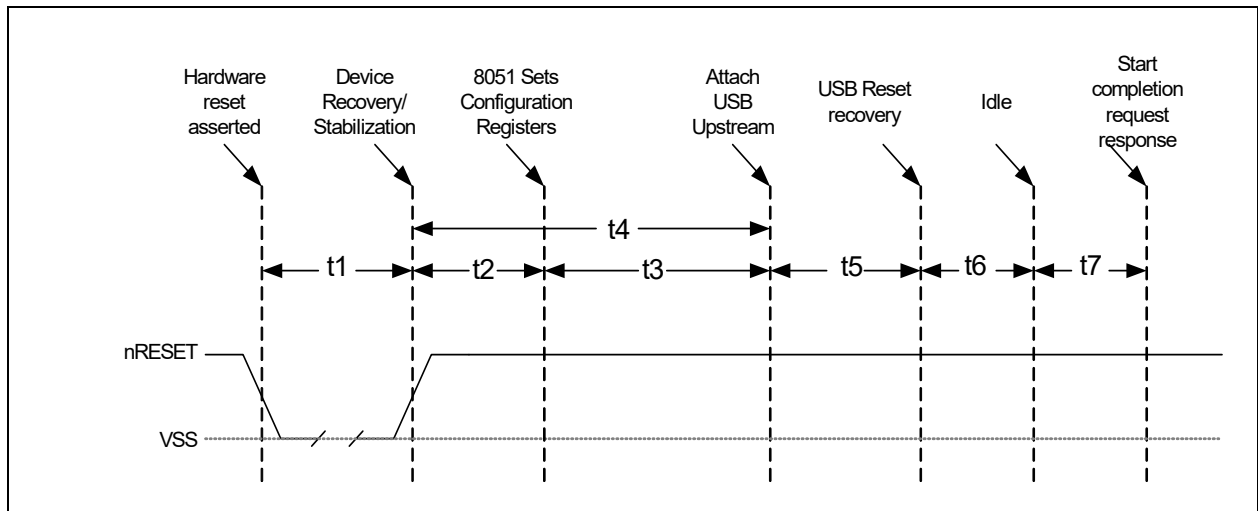 Hardware
reset
asserted
Device
Recovery/
Stabilization
8051 Sets
Configuration
Registers
Attach
USB
Upstream
USB Reset
recovery
Idle
Start
completion
request
response
t4
t1
t2
t3
t5
t6
t7
nRESET
VSS